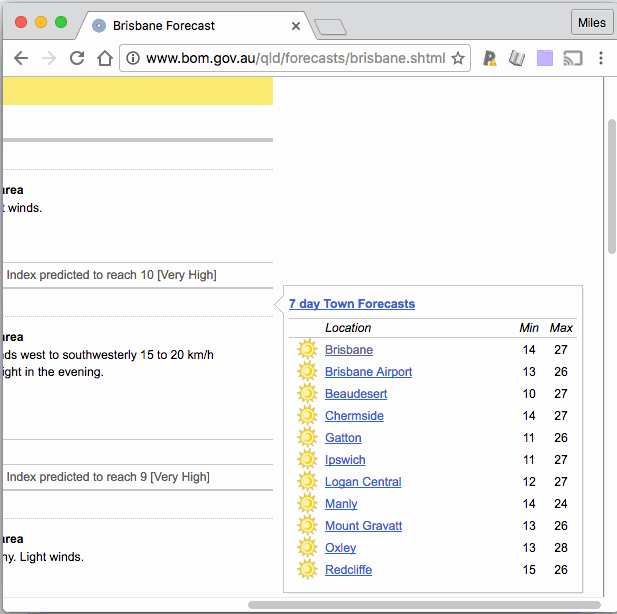 Brisbane Forecast
Miles
www.bom.gov.au/qld/forecasts/brisbane.shtml
area
t winds.
Index predicted to reach 10 [Very High]
area
ds west to southwesterly 15 to 20 km/h
ight in the evening.
Index predicted to reach 9 [Very High]
area
ny. Light winds.
7 day Town Forecasts
Location Min Max
Brisbane 14 27
Brisbane Airport 13 26
Beaudesert 10 27
Chermside 14 27
Gatton 11 26
Ipswich 11 27
Logan Central 12 27
Manly 14 24
Mount Gravatt 13 26
Oxley 13 28
Redcliffe 15 26